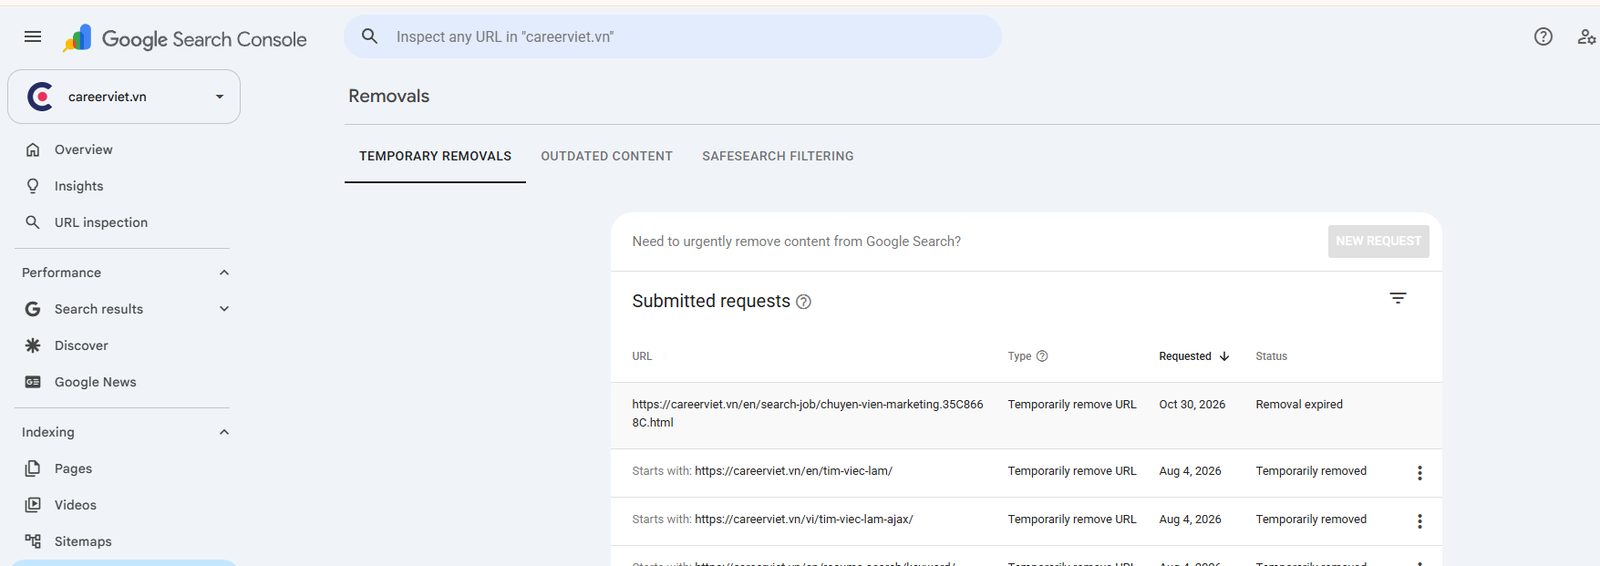 Google Search Console
Inspect any URL in "careerviet.vn"
careerviet.vn
Removals
Overview
Insights
URL inspection
Performance
Search results
Discover
Google News
Indexing
Pages
Videos
Sitemaps
TEMPORARY REMOVALS OUTDATED CONTENT SAFESEARCH FILTERING
Need to urgently remove content from Google Search? NEW REQUEST
Submitted requests
URL Type Requested Status
https://careerviet.vn/en/search-job/chuyen-vien-marketing.35C866 Temporarily remove URL Oct 30, 2026 Removal expired
8C.html
Starts with: https://careerviet.vn/en/tim-viec-lam/ Temporarily remove URL Aug 4, 2026 Temporarily removed
Starts with: https://careerviet.vn/vi/tim-viec-lam-ajax/ Temporarily remove URL Aug 4, 2026 Temporarily removed